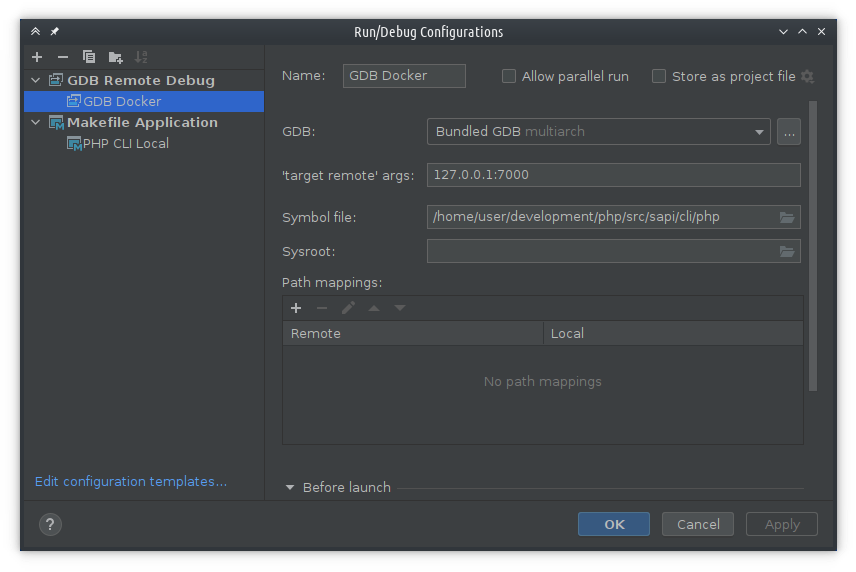 Run/Debug Configurations
GDB Remote Debug
GDB Docker
Makefile Application
PHP CLI Local
Edit configuration templates...
Name: GDB Docker Allow parallel run Store as project file
GDB: Bundled GDB multiarch ...
'target remote' args: 127.0.0.1:7000
Symbol file: /home/user/development/php/src/sapi/cli/php
Sysroot:
Path mappings:
Remote Local
No path mappings
Before launch
? OK Cancel Apply